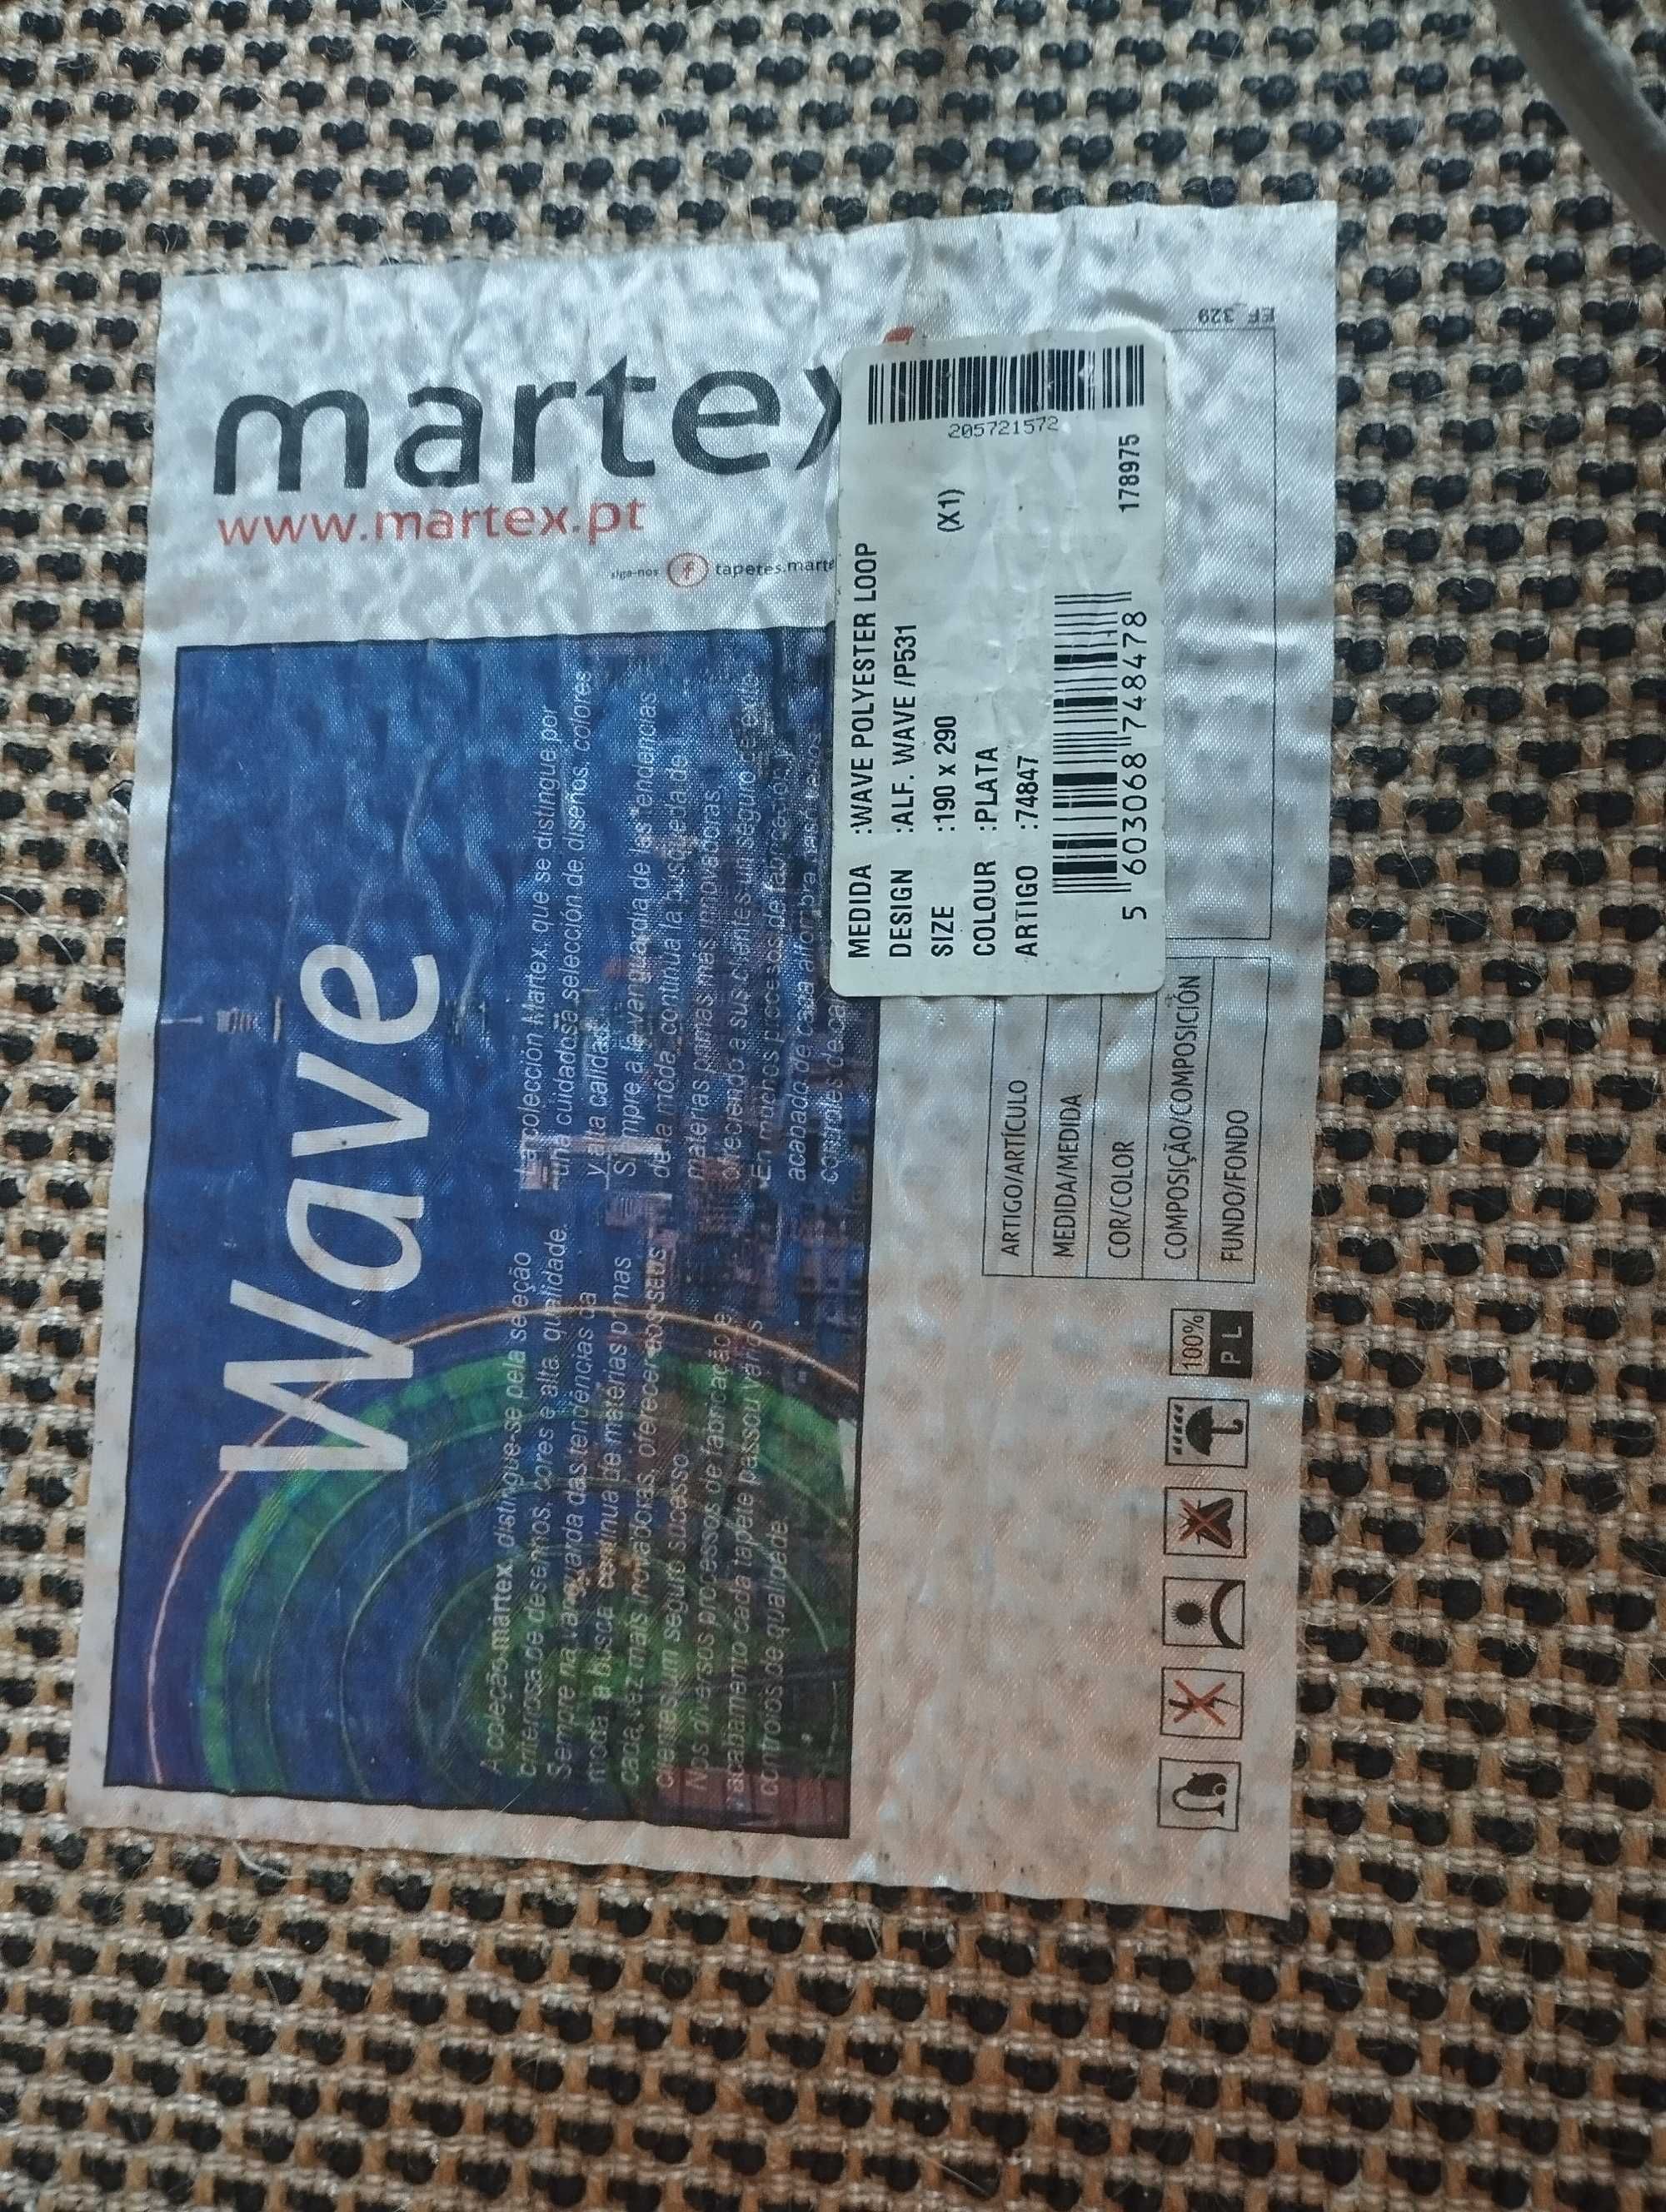 martex
www.martex.pt
siga-nos f tapetes.marte
Wave
A coleção martex, distingue-se pela seleção
criteriosa de desenhos, cores e alta qualidade.
Sempre na vanguarda das tendências da
moda, a busca continua de matérias primas
cada vez mais inovadoras, oferecer aos seus
clientes um seguro sucesso.
Nos diversos processos de fabricação e
acabamento cada tapete passou vários
controlos de qualidade.
La colección Martex, que se distingue por
una cuidadosa selección de diseños, colores
y alta calidad.
Siempre a la vanguardia de las tendencias
de la moda, continua la busqueda de
materias primas más innovadoras,
ofreciendo a sus clientes un seguro de éxito.
En muchos procesos de fabricación y
acabado de cada alfombra
controles de
MEDIDA :WAVE POLYESTER LOOP
DESIGN :ALF. WAVE /P531
SIZE :190 x 290 (X1)
COLOUR :PLATA
ARTIGO :74847
5 603068 748478
178975
205721572
ARTIGO/ARTÍCULO
MEDIDA/MEDIDA
COR/COLOR
COMPOSIÇÃO/COMPOSICIÓN
FUNDO/FONDO
100%
PL
EF 329